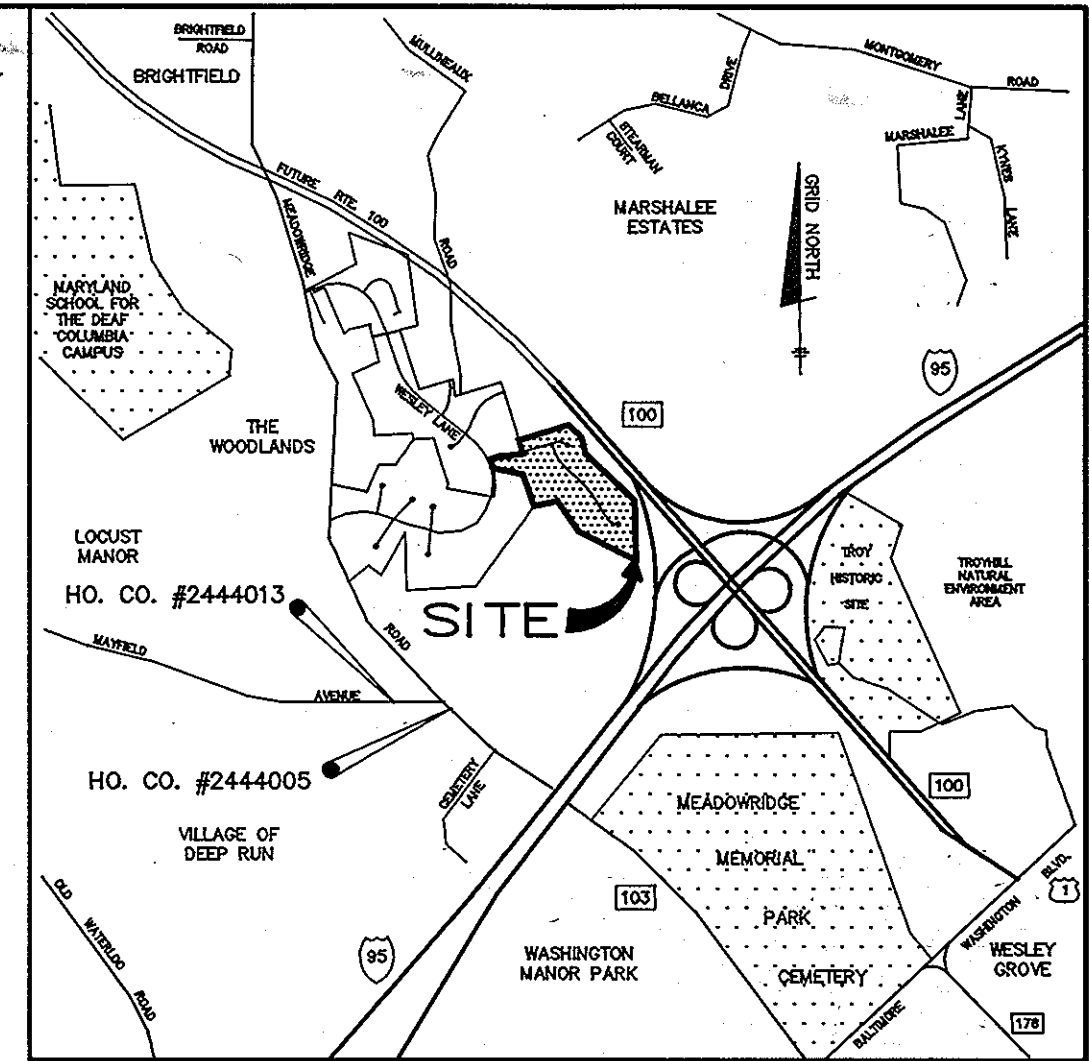 BRIGHTFIELD
ROAD
BRIGHTFIELD
MULLINEAUX
ROAD
MONTGOMERY
ROAD
BELLANCA
DRIVE
STEARMAN
COURT
MARSHALEE
LANE
KYNES
LANE
FUTURE RTE. 100
MEADOWRIDGE
ROAD
MARSHALEE
ESTATES
GRID NORTH
MARYLAND
SCHOOL FOR
THE DEAF
COLUMBIA
CAMPUS
95
100
WESLEY LANE
THE
WOODLANDS
LOCUST
MANOR
HO. CO. #2444013
SITE
TROY
HISTORIC
SITE
TROYHILL
NATURAL
ENVIRONMENT
AREA
MAYFIELD
AVENUE
HO. CO. #2444005
CEMETERY
LANE
VILLAGE OF
DEEP RUN
MEADOWRIDGE
MEMORIAL
PARK
CEMETERY
100
103
OLD
WATERLOO
ROAD
95
WASHINGTON
MANOR PARK
BALTIMORE
WASHINGTON
BLVD.
1
WESLEY
GROVE
176